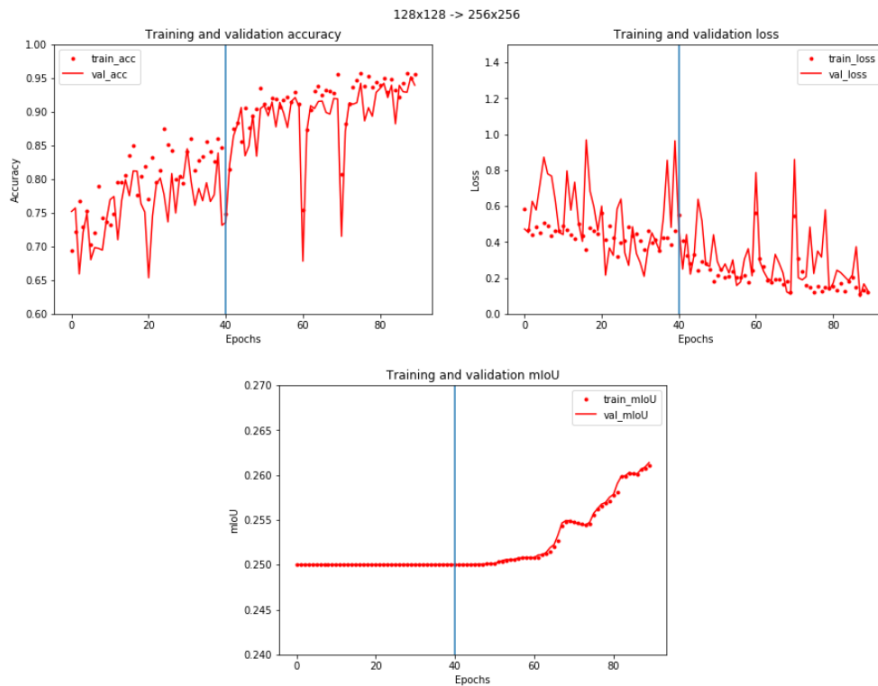 128x128 -> 256x256
Training and validation accuracy
1.00
0.95
0.90
0.85
0.80
0.75
0.70
0.65
0.60
Accuracy
train_acc
val_acc
0
20
40
60
80
Epochs
Training and validation loss
1.4
1.2
1.0
0.8
0.6
0.4
0.2
0.0
Loss
train_loss
val_loss
0
20
40
60
80
Epochs
Training and validation mIoU
0.270
0.265
0.260
0.255
0.250
0.245
0.240
mIoU
train_mIoU
val_mIoU
0
20
40
60
80
Epochs